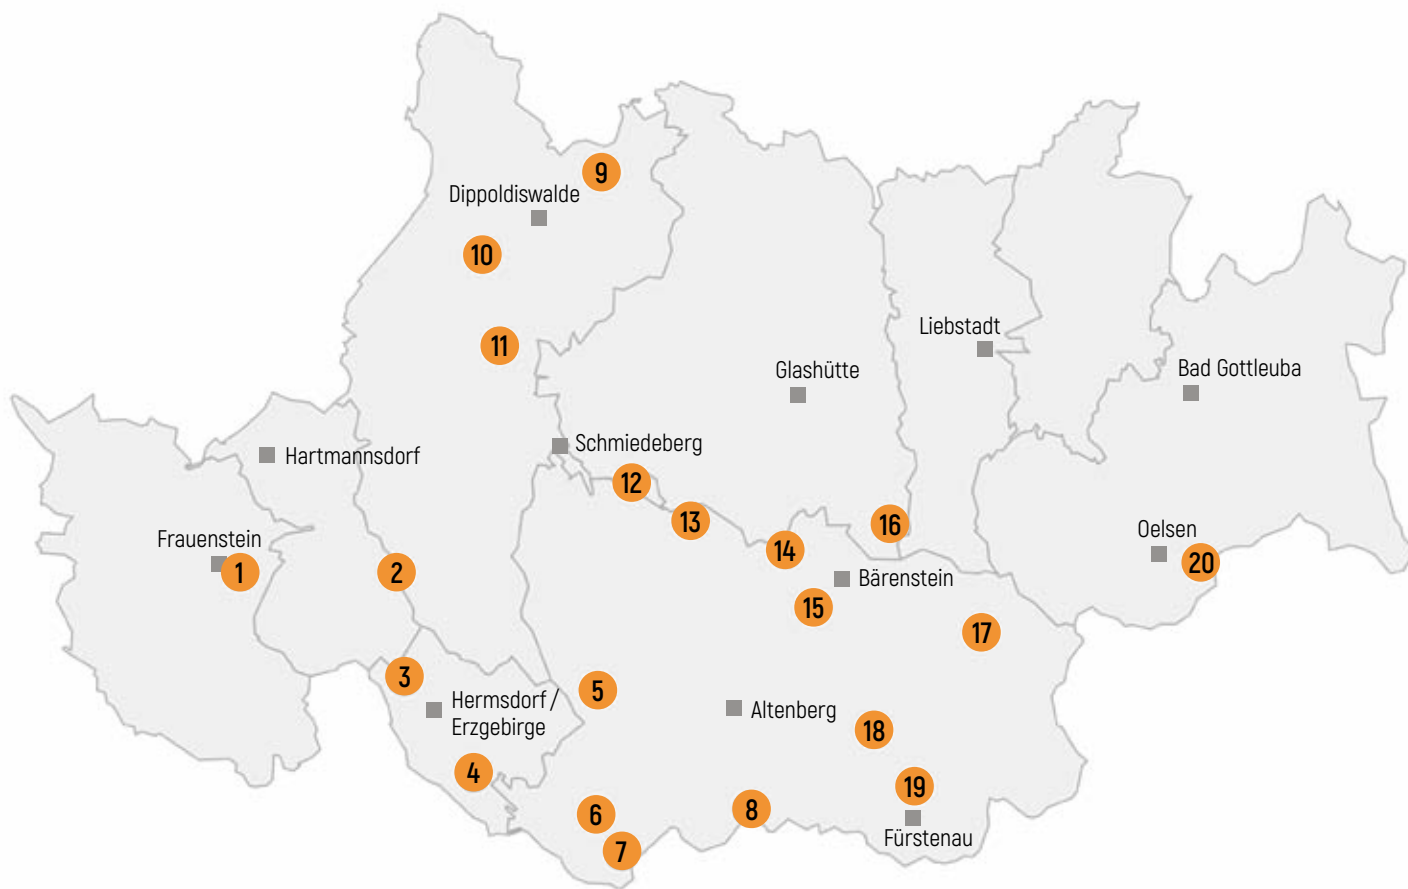 9
Dippoldiswalde
10
11
Liebstadt
Glashütte
Bad Gottleuba
Hartmannsdorf
Schmiedeberg
12
13
16
Frauenstein
1
2
14
Oelsen
20
Bärenstein
15
17
3
5
Hermsdorf /
Erzgebirge
Altenberg
18
4
19
6
8
Fürstenau
7